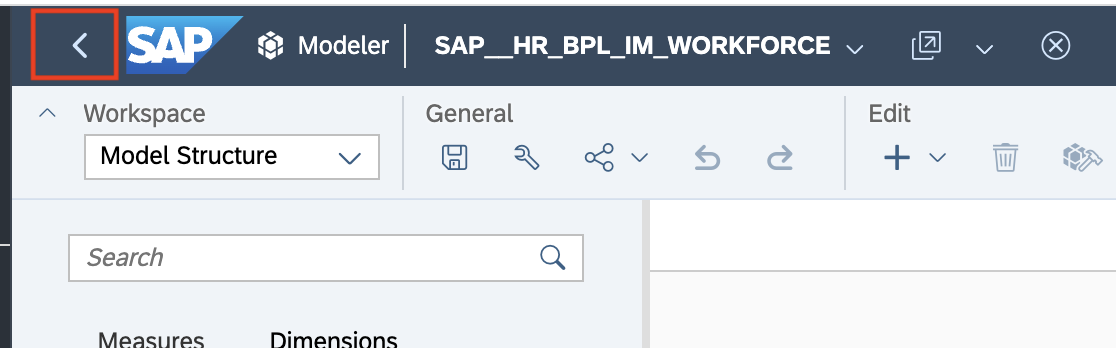 SAP Modeler SAP__HR_BPL_IM_WORKFORCE
Workspace General Edit
Model Structure
Search
Measures Dimensions